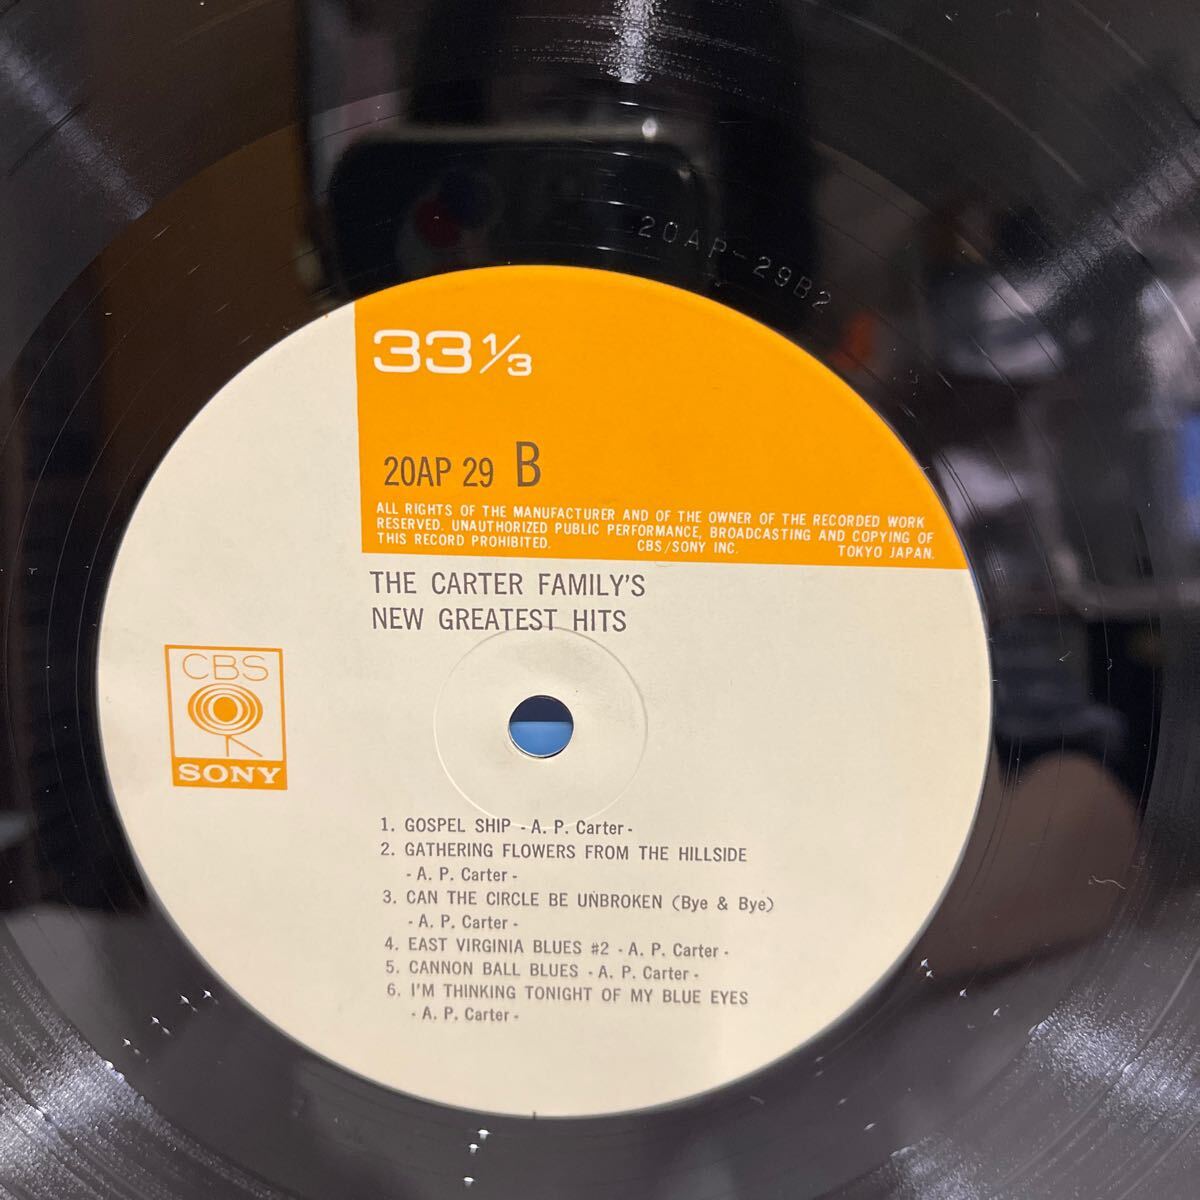 20AP-29B2
33 1/3
20AP 29 B
ALL RIGHTS OF THE MANUFACTURER AND OF THE OWNER OF THE RECORDED WORK
RESERVED. UNAUTHORIZED PUBLIC PERFORMANCE, BROADCASTING AND COPYING OF
THIS RECORD PROHIBITED. CBS/SONY INC. TOKYO JAPAN.
THE CARTER FAMILY'S
NEW GREATEST HITS
CBS
SONY
1. GOSPEL SHIP - A. P. Carter -
2. GATHERING FLOWERS FROM THE HILLSIDE
- A. P. Carter -
3. CAN THE CIRCLE BE UNBROKEN (Bye & Bye)
- A. P. Carter -
4. EAST VIRGINIA BLUES #2 - A. P. Carter -
5. CANNON BALL BLUES - A. P. Carter -
6. I'M THINKING TONIGHT OF MY BLUE EYES
- A. P. Carter -